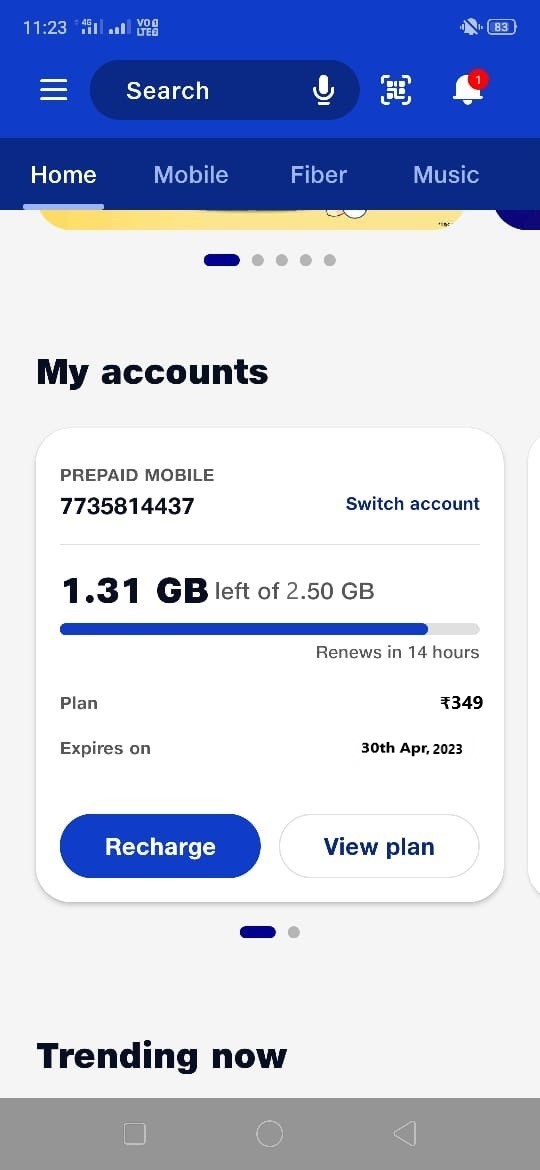 11:23 4G VO LTE 83
Search 1
Home Mobile Fiber Music
My accounts
PREPAID MOBILE
7735814437 Switch account
1.31 GB left of 2.50 GB
Renews in 14 hours
Plan ₹349
Expires on 30th Apr, 2023
Recharge View plan
Trending now